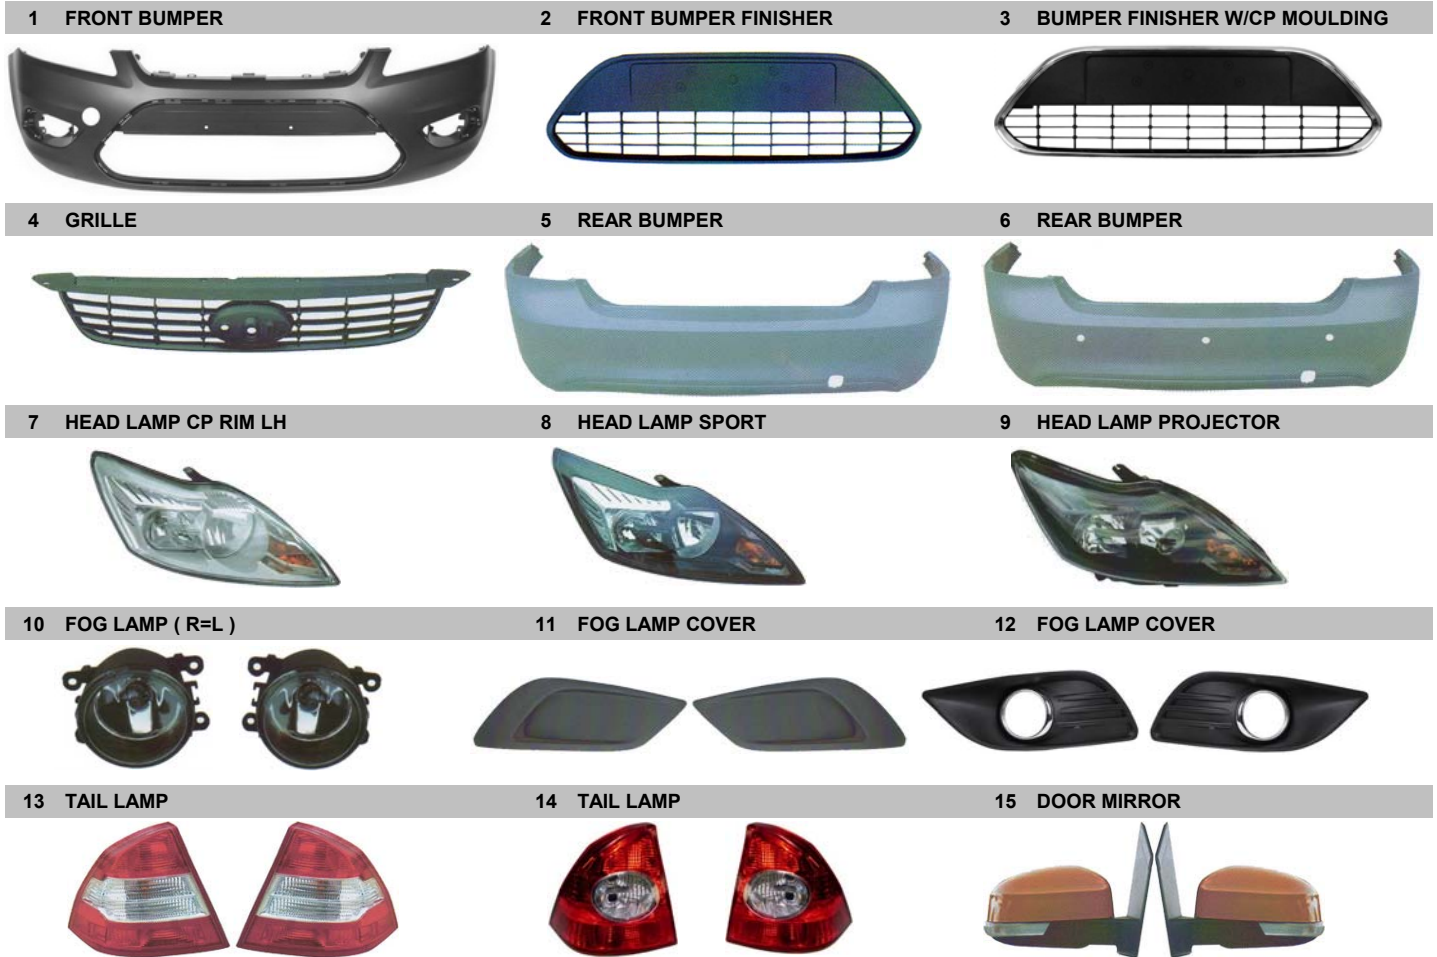 1 FRONT BUMPER
2 FRONT BUMPER FINISHER
3 BUMPER FINISHER W/CP MOULDING
4 GRILLE
5 REAR BUMPER
6 REAR BUMPER
7 HEAD LAMP CP RIM LH
8 HEAD LAMP SPORT
9 HEAD LAMP PROJECTOR
10 FOG LAMP ( R=L )
11 FOG LAMP COVER
12 FOG LAMP COVER
13 TAIL LAMP
14 TAIL LAMP
15 DOOR MIRROR